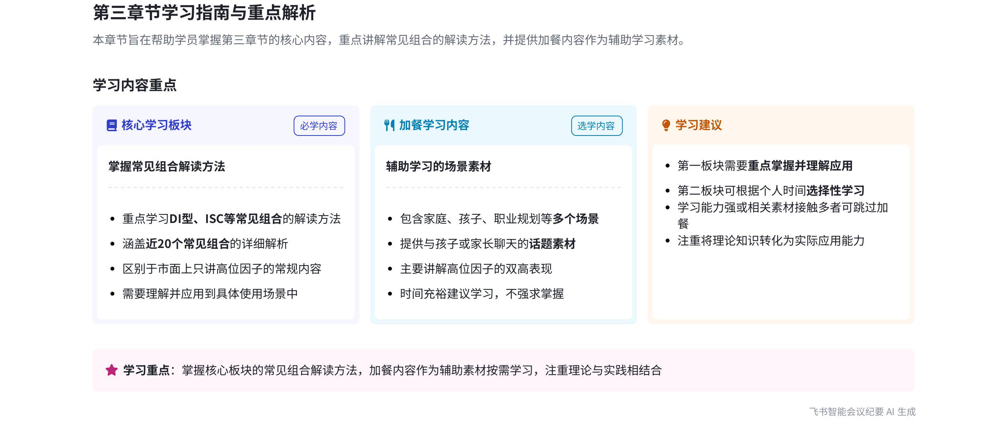 第三章节学习指南与重点解析
本章节旨在帮助学员掌握第三章节的核心内容，重点讲解常见组合的解读方法，并提供加餐内容作为辅助学习素材。
学习内容重点
核心学习板块
必学内容
掌握常见组合解读方法
重点学习DI型、ISC等常见组合的解读方法
涵盖近20个常见组合的详细解析
区别于市面上只讲高位因子的常规内容
需要理解并应用到具体使用场景中
加餐学习内容
选学内容
辅助学习的场景素材
包含家庭、孩子、职业规划等多个场景
提供与孩子或家长聊天的话题素材
主要讲解高位因子的双高表现
时间充裕建议学习，不强求掌握
学习建议
第一板块需要重点掌握并理解应用
第二板块可根据个人时间选择性学习
学习能力强或相关素材接触多者可跳过加
餐
注重将理论知识转化为实际应用能力
学习重点：掌握核心板块的常见组合解读方法，加餐内容作为辅助素材按需学习，注重理论与实践相结合
飞书智能会议纪要 AI 生成